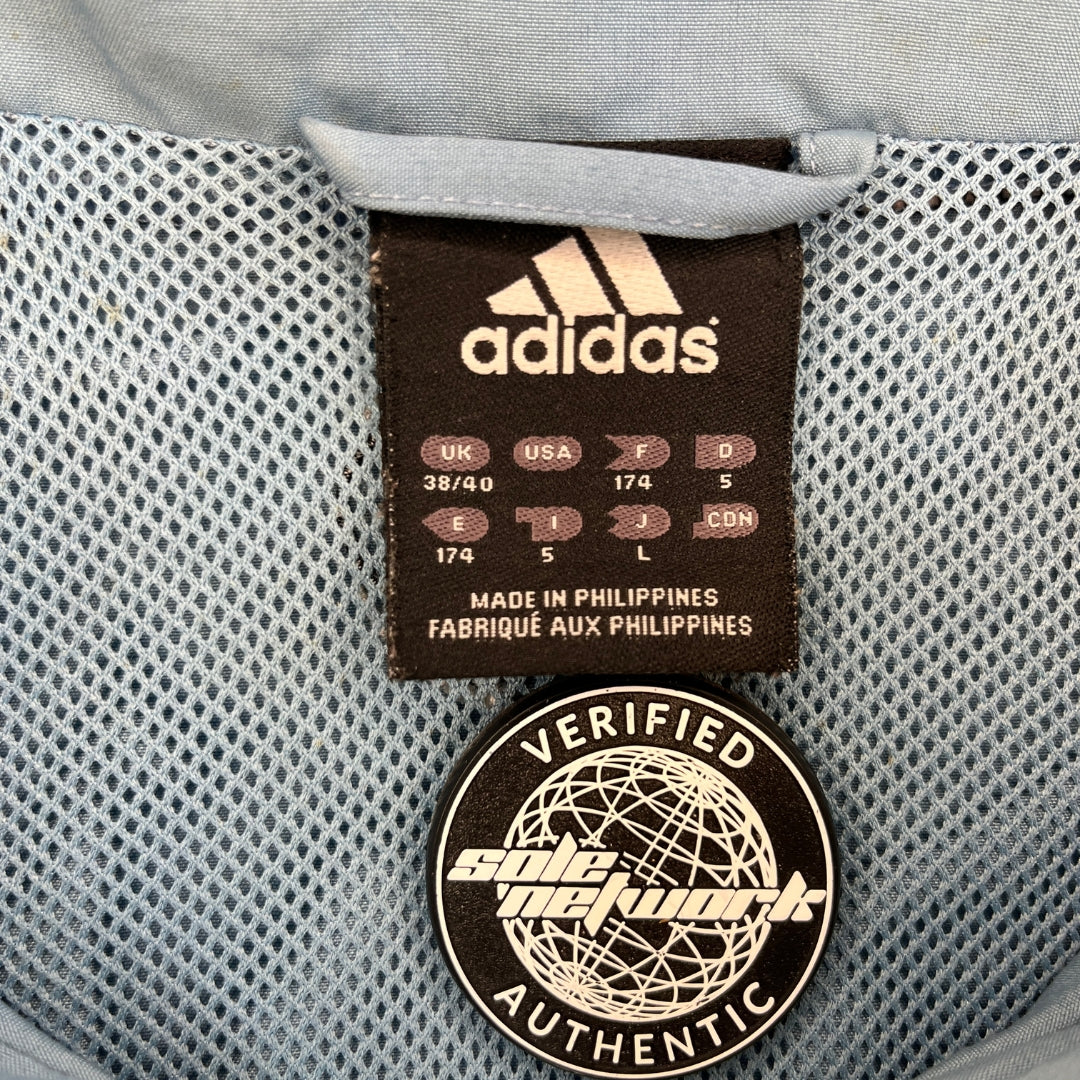 adidas
UK USA F D
38/40 174 5
E I J CDN
174 5 L
MADE IN PHILIPPINES
FABRIQUÉ AUX PHILIPPINES
VERIFIED
sole
network
AUTHENTIC